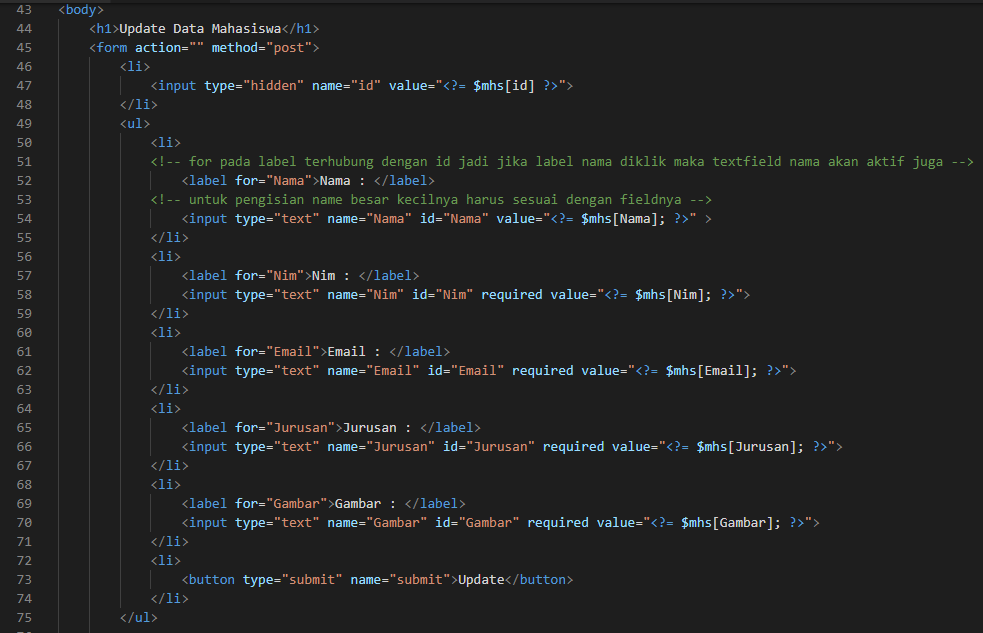 43 <body>
44 <h1>Update Data Mahasiswa</h1>
45 <form action="" method="post">
46 <li>
47 <input type="hidden" name="id" value="<?= $mhs[id] ?>">
48 </li>
49 <ul>
50 <li>
51 <!-- for pada label terhubung dengan id jadi jika label nama diklik maka textfield nama akan aktif juga -->
52 <label for="Nama">Nama : </label>
53 <!-- untuk pengisian name besar kecilnya harus sesuai dengan fieldnya -->
54 <input type="text" name="Nama" id="Nama" value="<?= $mhs[Nama]; ?>" >
55 </li>
56 <li>
57 <label for="Nim">Nim : </label>
58 <input type="text" name="Nim" id="Nim" required value="<?= $mhs[Nim]; ?>">
59 </li>
60 <li>
61 <label for="Email">Email : </label>
62 <input type="text" name="Email" id="Email" required value="<?= $mhs[Email]; ?>">
63 </li>
64 <li>
65 <label for="Jurusan">Jurusan : </label>
66 <input type="text" name="Jurusan" id="Jurusan" required value="<?= $mhs[Jurusan]; ?>">
67 </li>
68 <li>
69 <label for="Gambar">Gambar : </label>
70 <input type="text" name="Gambar" id="Gambar" required value="<?= $mhs[Gambar]; ?>">
71 </li>
72 <li>
73 <button type="submit" name="submit">Update</button>
74 </li>
75 </ul>